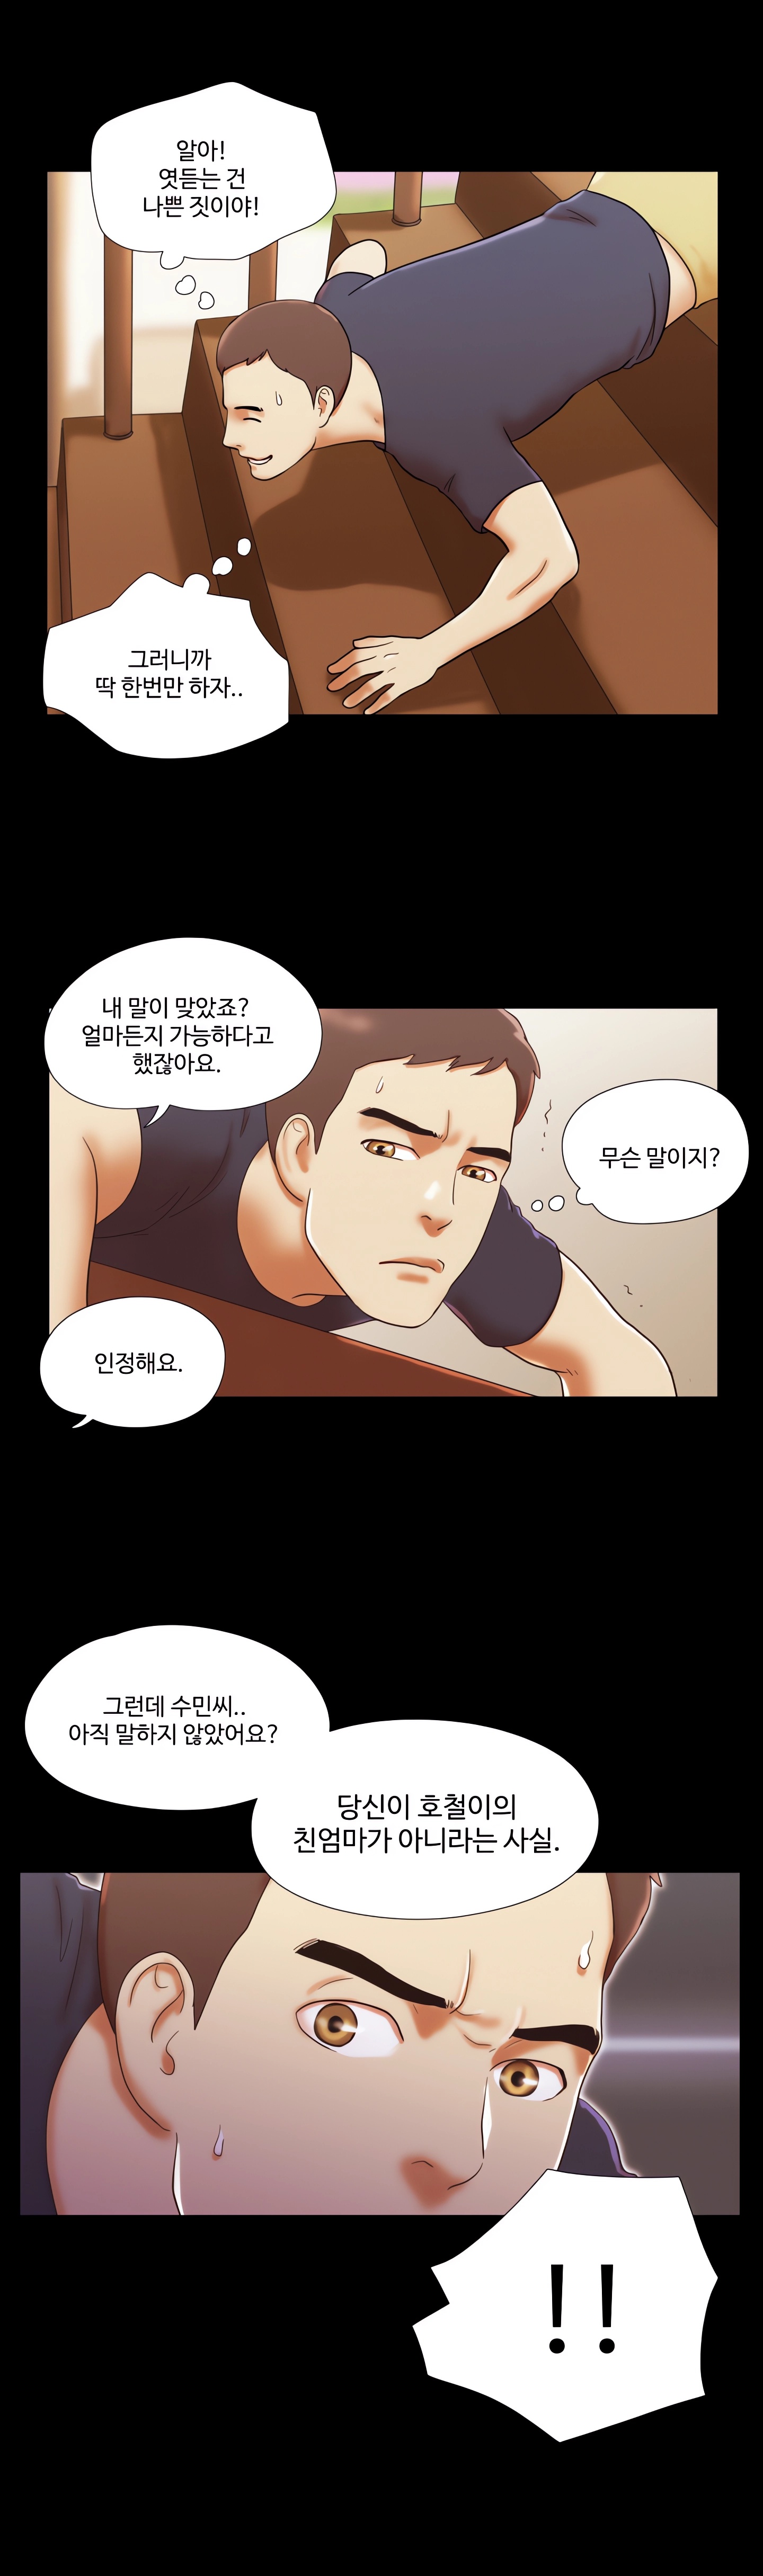 알아!
엿듣는 건
나쁜 짓이야!
그러니까
딱 한번만 하자..
내 말이 맞았죠?
얼마든지 가능하다고
했잖아요.
무슨 말이지?
인정해요.
그런데 수민씨..
아직 말하지 않았어요?
당신이 호철이의
친엄마가 아니라는 사실.
!!